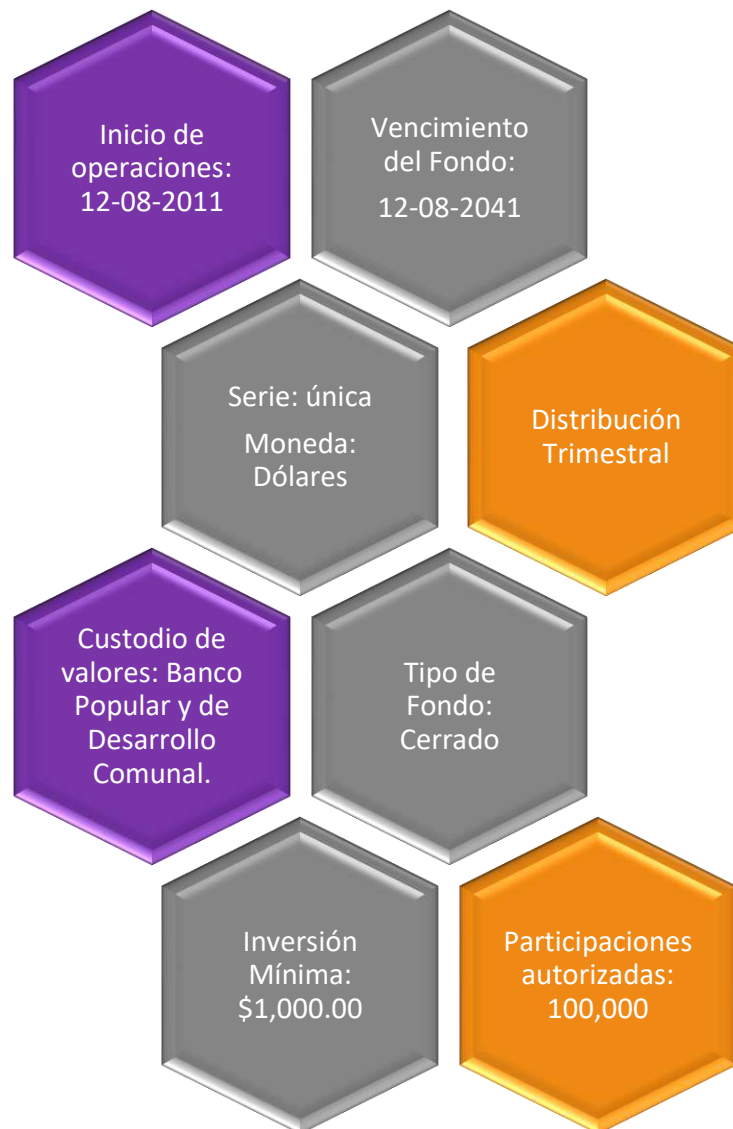 Inicio de
operaciones:
12-08-2011
Vencimiento
del Fondo:
12-08-2041
Serie: única
Moneda:
Dólares
Distribución
Trimestral
Custodio de
valores: Banco
Popular y de
Desarrollo
Comunal.
Tipo de
Fondo:
Cerrado
Inversión
Mínima:
$1,000.00
Participaciones
autorizadas:
100,000